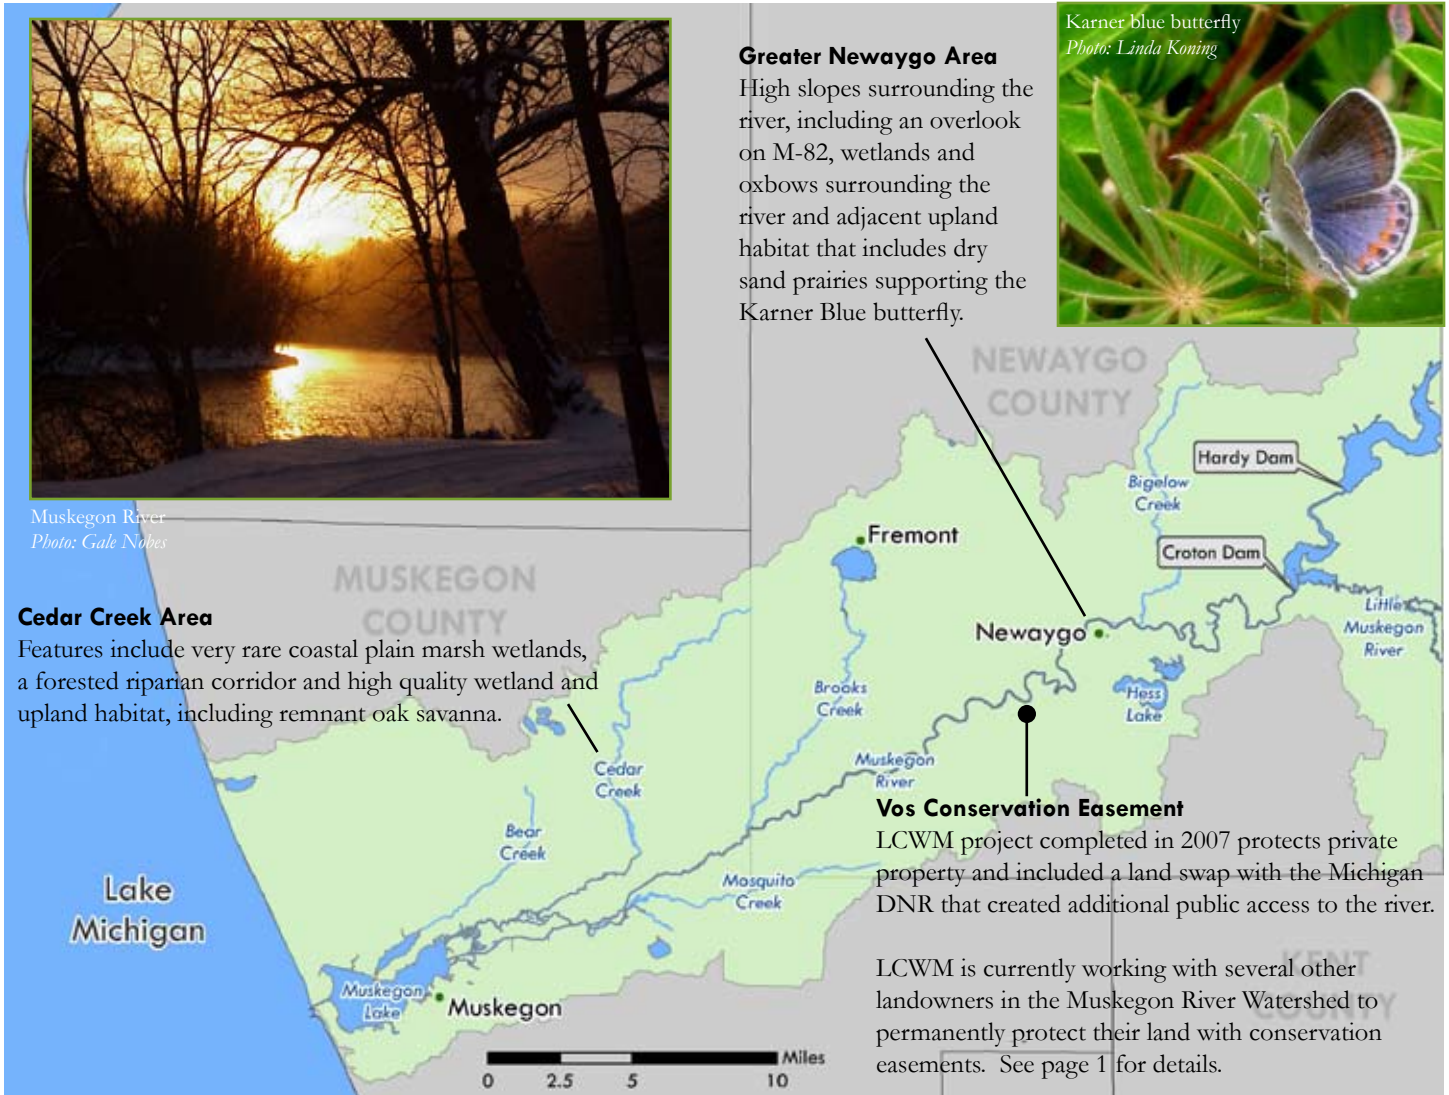 Karner blue butterfly
Photo: Linda Koning
Greater Newaygo Area
High slopes surrounding the
river, including an overlook
on M-82, wetlands and
oxbows surrounding the
river and adjacent upland
habitat that includes dry
sand prairies supporting the
Karner Blue butterfly.
Muskegon River
Photo: Gale Nobes
NEWAYGO
COUNTY
Hardy Dam
Bigelow
Creek
Fremont
Croton Dam
MUSKEGON
COUNTY
Little
Muskegon
River
Newaygo
Cedar Creek Area
Features include very rare coastal plain marsh wetlands,
a forested riparian corridor and high quality wetland and
upland habitat, including remnant oak savanna.
Brooks
Creek
Hess
Lake
Cedar
Creek
Muskegon
River
Bear
Creek
Mosquito
Creek
Vos Conservation Easement
LCWM project completed in 2007 protects private
property and included a land swap with the Michigan
DNR that created additional public access to the river.
LCWM is currently working with several other
landowners in the Muskegon River Watershed to
permanently protect their land with conservation
easements.  See page 1 for details.
KENT
COUNTY
Lake
Michigan
Muskegon
Lake
Muskegon
Miles
0 2.5 5 10